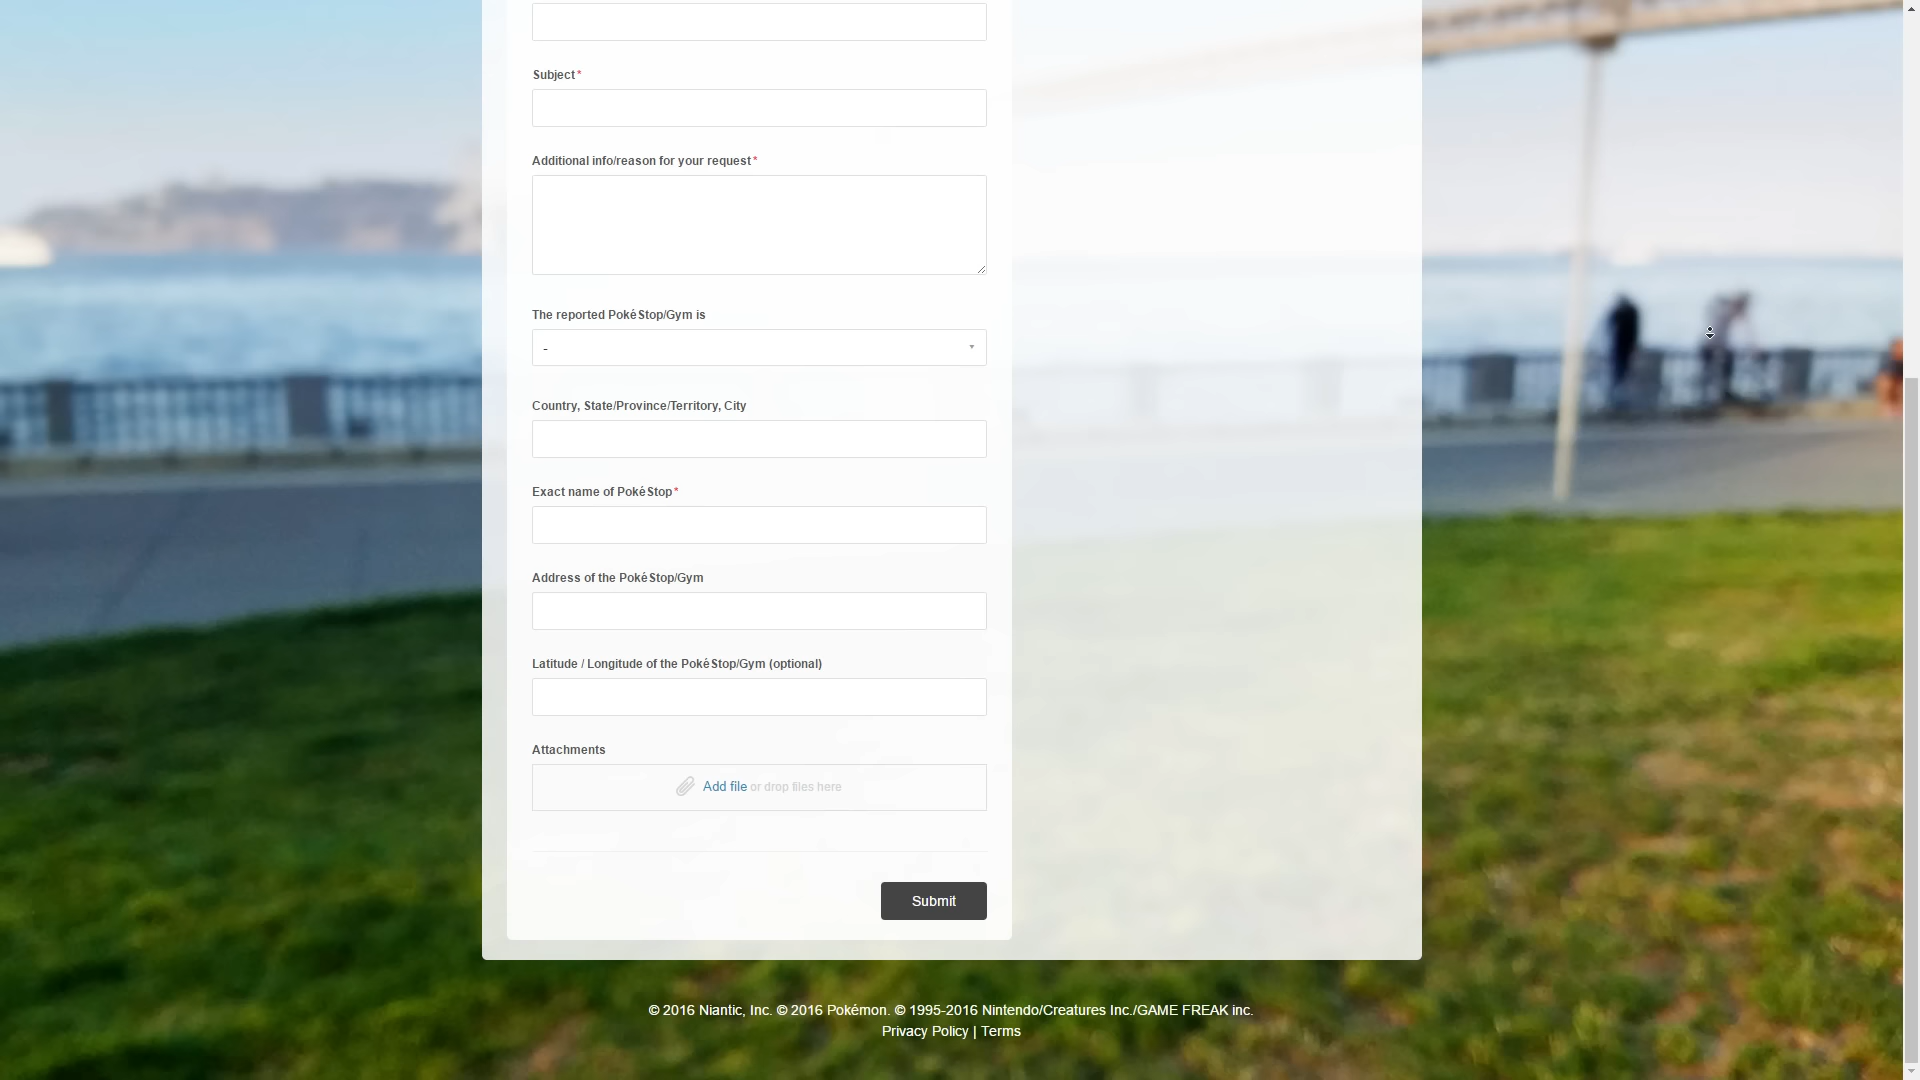 Subject*
Additional info/reason for your request*
The reported PokéStop/Gym is
-
Country, State/Province/Territory, City
Exact name of PokéStop*
Address of the PokéStop/Gym
Latitude / Longitude of the PokéStop/Gym (optional)
Attachments
Add file or drop files here
Submit
© 2016 Niantic, Inc. © 2016 Pokémon. © 1995-2016 Nintendo/Creatures Inc./GAME FREAK inc.
Privacy Policy | Terms